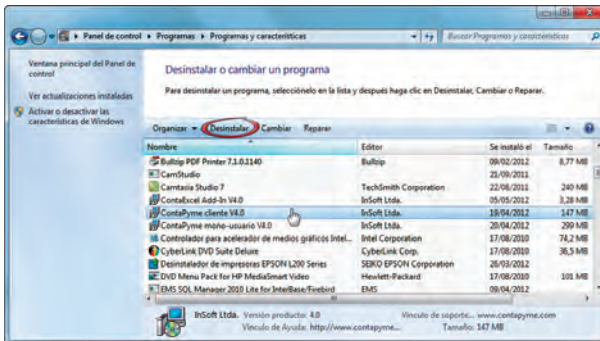 Panel de control ▸ Programas ▸ Programas y características
Buscar Programas y características
Ventana principal del Panel de control
Ver actualizaciones instaladas
Activar o desactivar las características de Windows
Desinstalar o cambiar un programa
Para desinstalar un programa, selecciónelo en la lista y después haga clic en Desinstalar, Cambiar o Reparar.
Organizar Desinstalar Cambiar Reparar
Nombre Editor Se instaló el Tamaño
Bullzip PDF Printer 7.1.0.1140 Bullzip 09/02/2012 8,77 MB
CamStudio 21/09/2011
Camtasia Studio 7 TechSmith Corporation 22/08/2011 240 MB
ContaExcel Add-In V4.0 InSoft Ltda. 05/05/2012 3,28 MB
ContaPyme cliente V4.0 InSoft Ltda. 19/04/2012 147 MB
ContaPyme mono-usuario V4.0 InSoft Ltda. 20/04/2012 299 MB
Controlador para acelerador de medios gráficos Intel... Intel Corporation 17/08/2010 74,2 MB
CyberLink DVD Suite Deluxe CyberLink Corp. 17/08/2010 36,5 MB
Desinstalador de impresoras EPSON L200 Series SEIKO EPSON Corporation 26/03/2012
DVD Menu Pack for HP MediaSmart Video Hewlett-Packard 17/08/2010 101 MB
EMS SQL Manager 2010 Lite for InterBase/Firebird EMS 09/04/2012
InSoft Ltda. Versión producto: 4.0 Vínculo de soporte... www.contapyme.com
Vínculo de Ayuda: http://www.contapyme... Tamaño: 147 MB